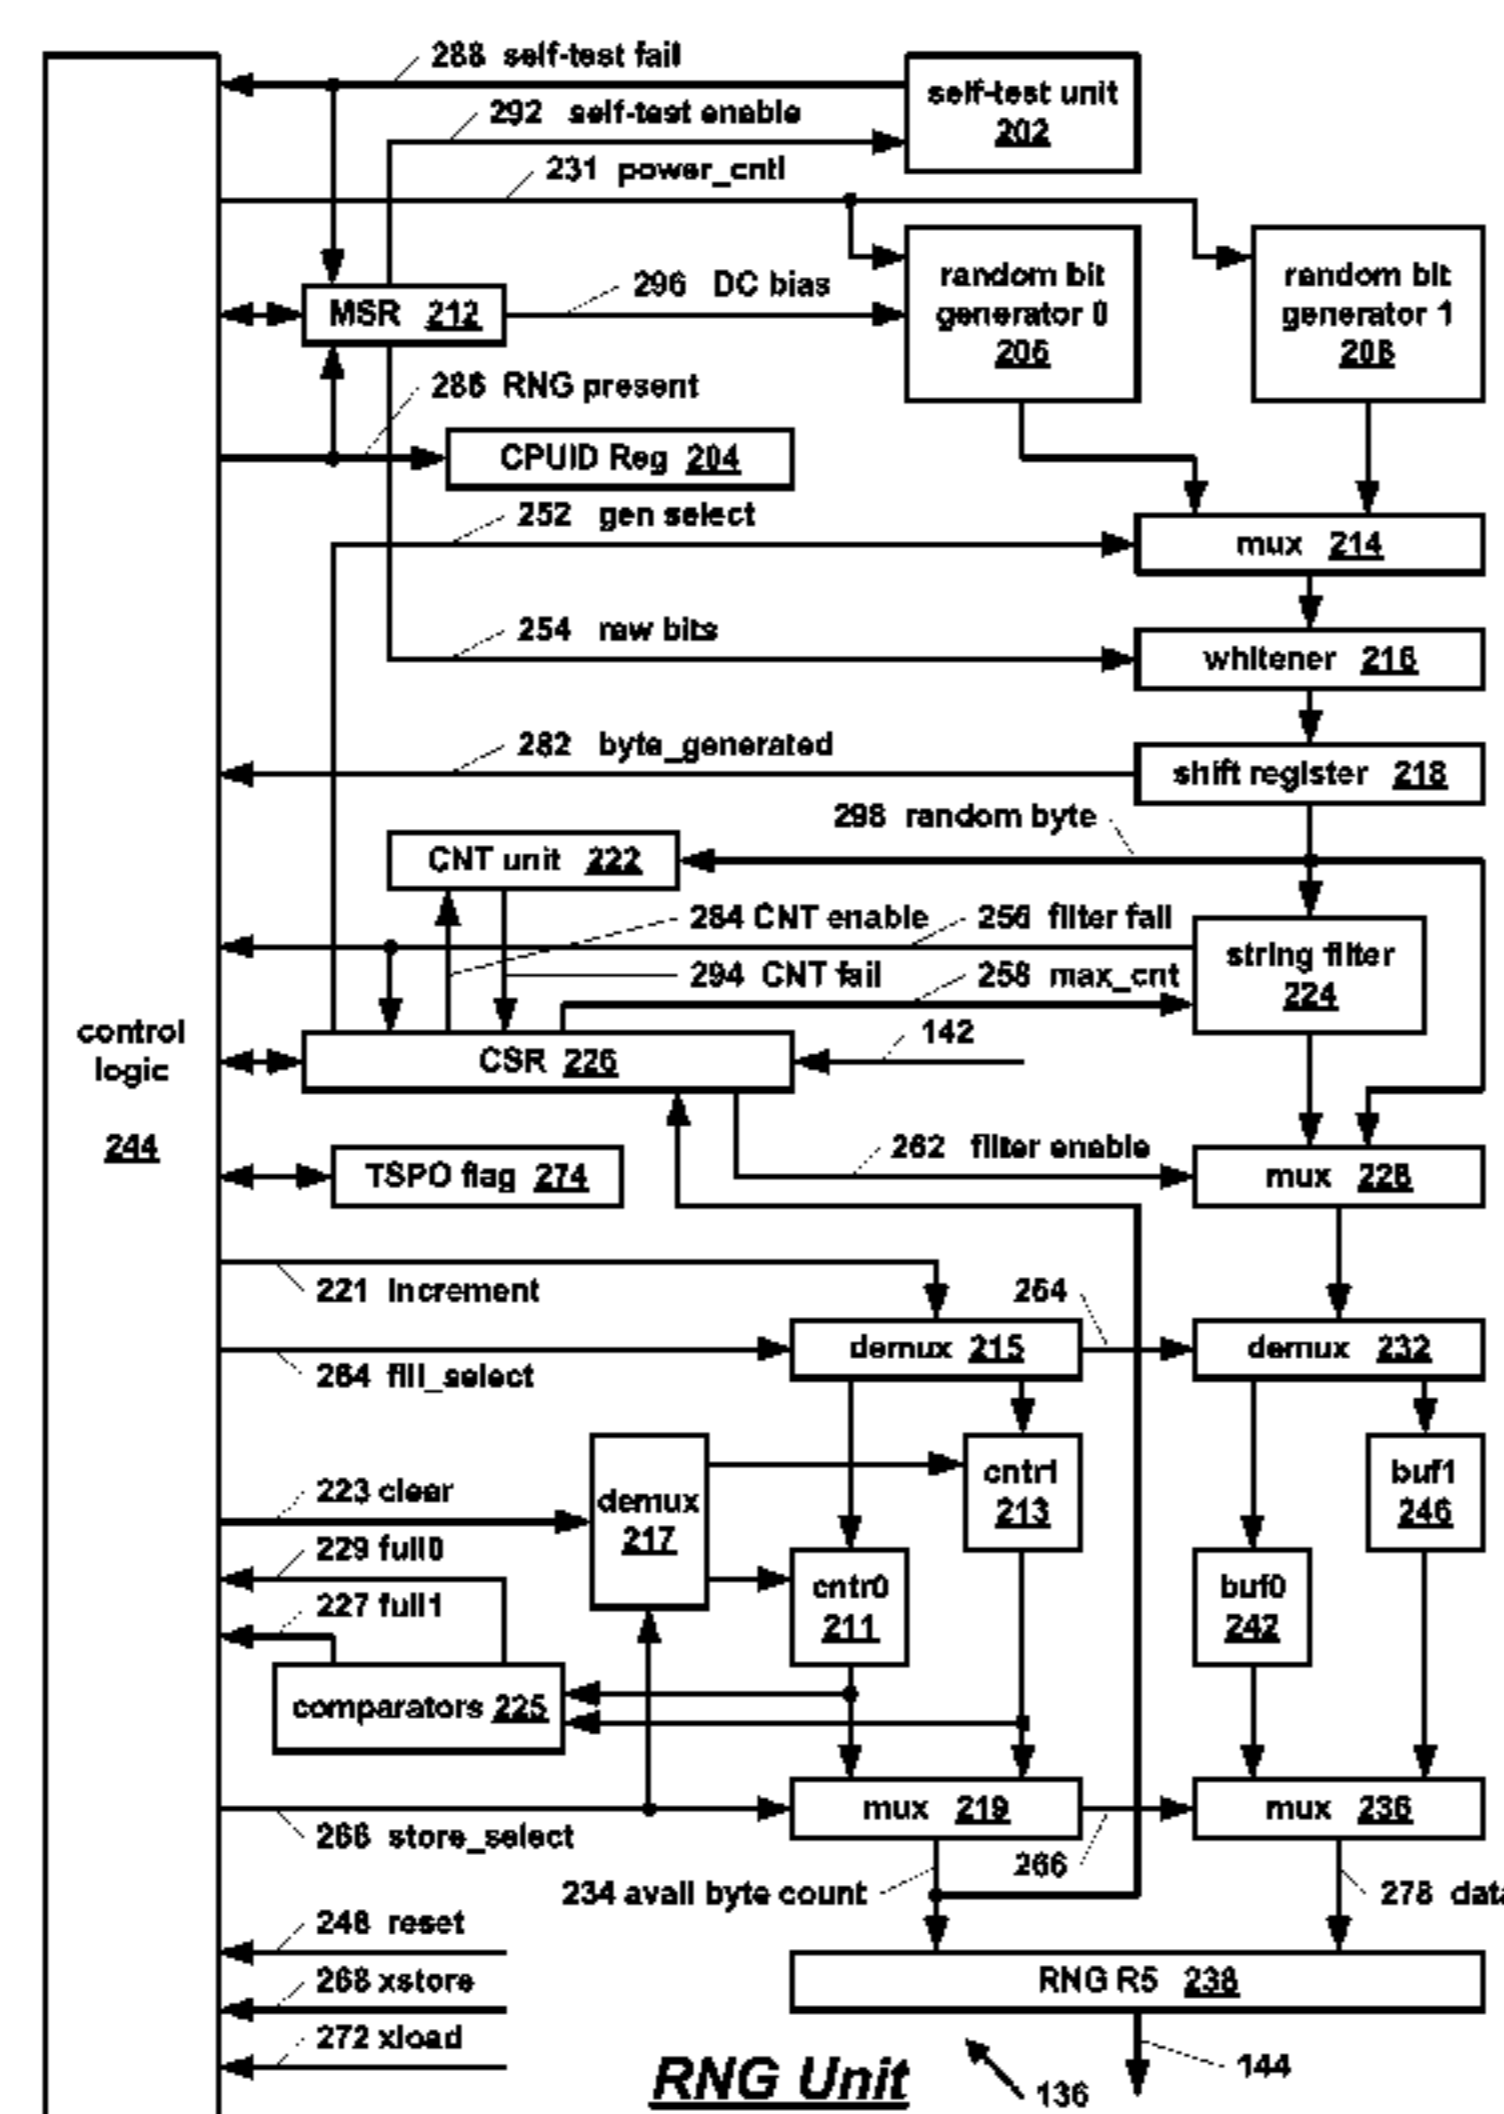 288 self-test fail
self-test unit
202
292 self-test enable
231 power_cntl
random bit
generator 0
206
random bit
generator 1
208
296 DC bias
MSR 212
286 RNG present
CPUID Reg 204
252 gen select
mux 214
254 raw bits
whitener 216
282 byte_generated
shift register 218
298 random byte
CNT unit 222
284 CNT enable
256 filter fail
string filter
224
294 CNT fail
258 max_cnt
control
logic
244
142
CSR 226
262 filter enable
TSPO flag 274
mux 228
221 increment
264
demux 215
demux 232
264 fill_select
cntr1
213
buf1
246
223 clear
demux
217
229 full0
cntr0
211
buf0
242
227 full1
comparators 225
mux 219
mux 236
266 store_select
266
234 avail byte count
278 data
248 reset
268 xstore
RNG R5 238
272 xload
RNG Unit
136
144